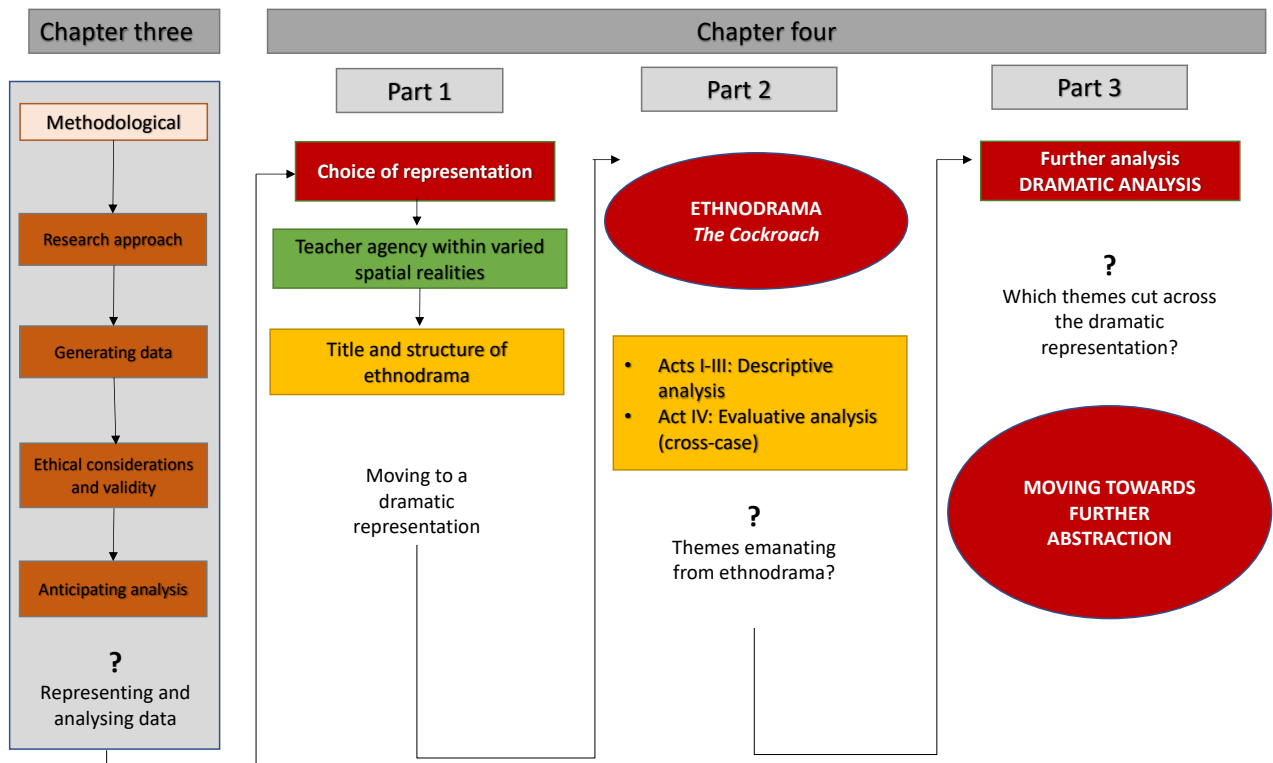 Chapter three
Methodological
Research approach
Generating data
Ethical considerations
and validity
Anticipating analysis
?
Representing and
analysing data
Chapter four
Part 1
Choice of representation
Teacher agency within varied
spatial realities
Title and structure of
ethnodrama
Moving to a
dramatic
representation
Part 2
ETHNODRAMA
The Cockroach
• Acts I-III: Descriptive
analysis
• Act IV: Evaluative analysis
(cross-case)
?
Themes emanating
from ethnodrama?
Part 3
Further analysis
DRAMATIC ANALYSIS
?
Which themes cut across
the dramatic
representation?
MOVING TOWARDS
FURTHER
ABSTRACTION